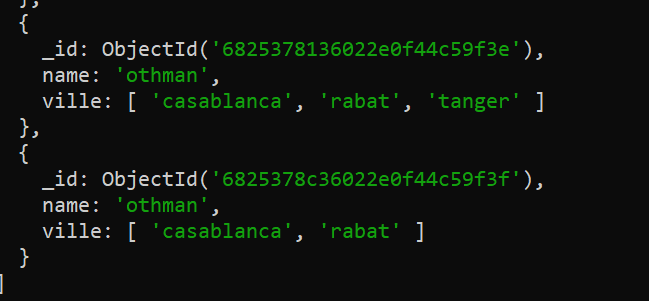 },
{
_id: ObjectId('6825378136022e0f44c59f3e'),
name: 'othman',
ville: [ 'casablanca', 'rabat', 'tanger' ]
},
{
_id: ObjectId('6825378c36022e0f44c59f3f'),
name: 'othman',
ville: [ 'casablanca', 'rabat' ]
}
]